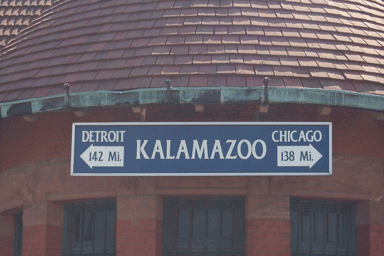 DETROIT KALAMAZOO CHICAGO
142 Mi. 138 Mi.